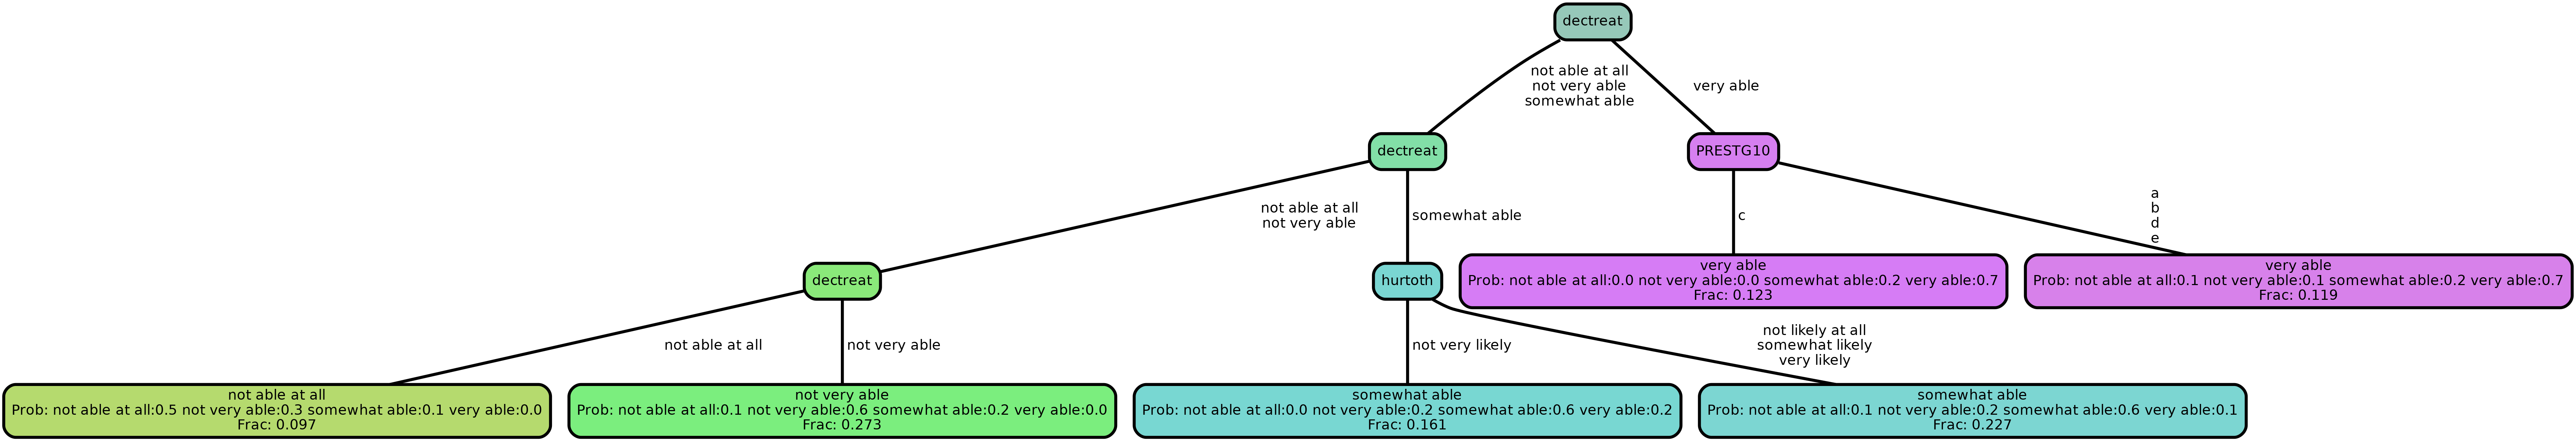 dectreat
not able at all
not very able
somewhat able
very able
dectreat
PRESTG10
not able at all
not very able
somewhat able
c
a
b
d
e
dectreat
hurtoth
very able
Prob: not able at all:0.0 not very able:0.0 somewhat able:0.2 very able:0.7
Frac: 0.123
very able
Prob: not able at all:0.1 not very able:0.1 somewhat able:0.2 very able:0.7
Frac: 0.119
not able at all
not very able
not very likely
not likely at all
somewhat likely
very likely
not able at all
Prob: not able at all:0.5 not very able:0.3 somewhat able:0.1 very able:0.0
Frac: 0.097
not very able
Prob: not able at all:0.1 not very able:0.6 somewhat able:0.2 very able:0.0
Frac: 0.273
somewhat able
Prob: not able at all:0.0 not very able:0.2 somewhat able:0.6 very able:0.2
Frac: 0.161
somewhat able
Prob: not able at all:0.1 not very able:0.2 somewhat able:0.6 very able:0.1
Frac: 0.227